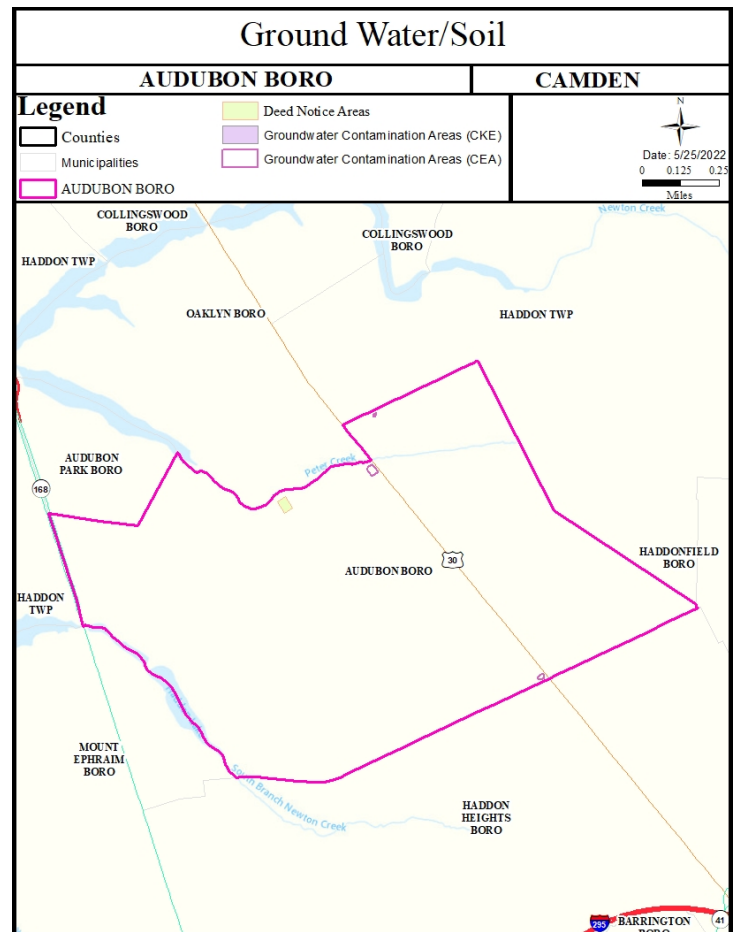 Ground Water/Soil
AUDUBON BORO
CAMDEN
Legend
Counties
Municipalities
AUDUBON BORO
Deed Notice Areas
Groundwater Contamination Areas (CKE)
Groundwater Contamination Areas (CEA)
N
Date: 5/25/2022
0 0.125 0.25
Miles
COLLINGSWOOD
BORO
Newton Creek
COLLINGSWOOD
BORO
HADDON TWP
OAKLYN BORO
HADDON TWP
AUDUBON
PARK BORO
Peter Creek
168
HADDONFIELD
BORO
30
AUDUBON BORO
HADDON
TWP
MOUNT
EPHRAIM
BORO
South Branch Newton Creek
HADDON
HEIGHTS
BORO
295
BARRINGTON
BORO
41